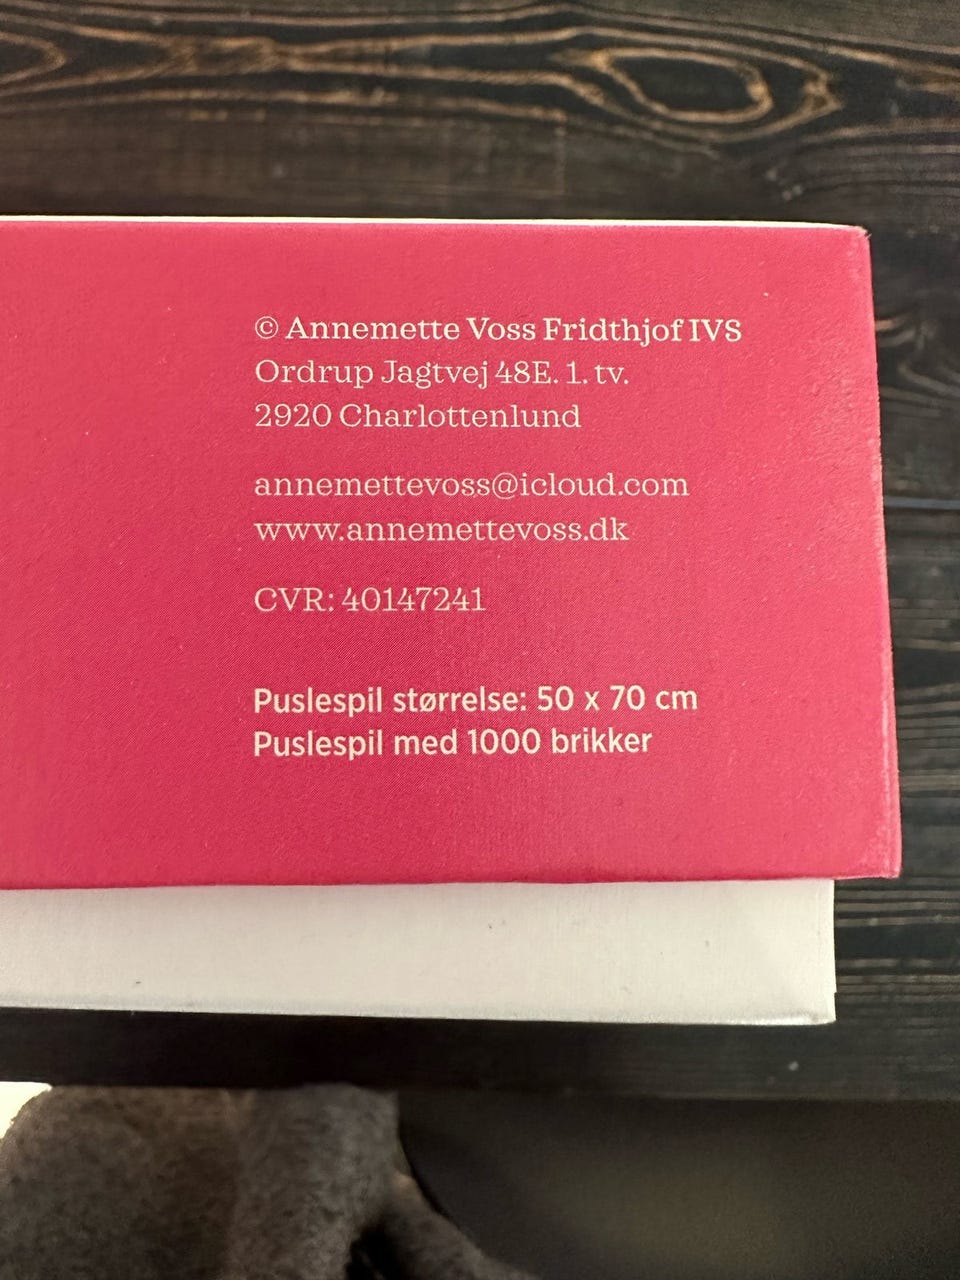 © Annemette Voss Fridthjof IVS
Ordrup Jagtvej 48E. 1. tv.
2920 Charlottenlund
annemettevoss@icloud.com
www.annemettevoss.dk
CVR: 40147241
Puslespil størrelse: 50 x 70 cm
Puslespil med 1000 brikker